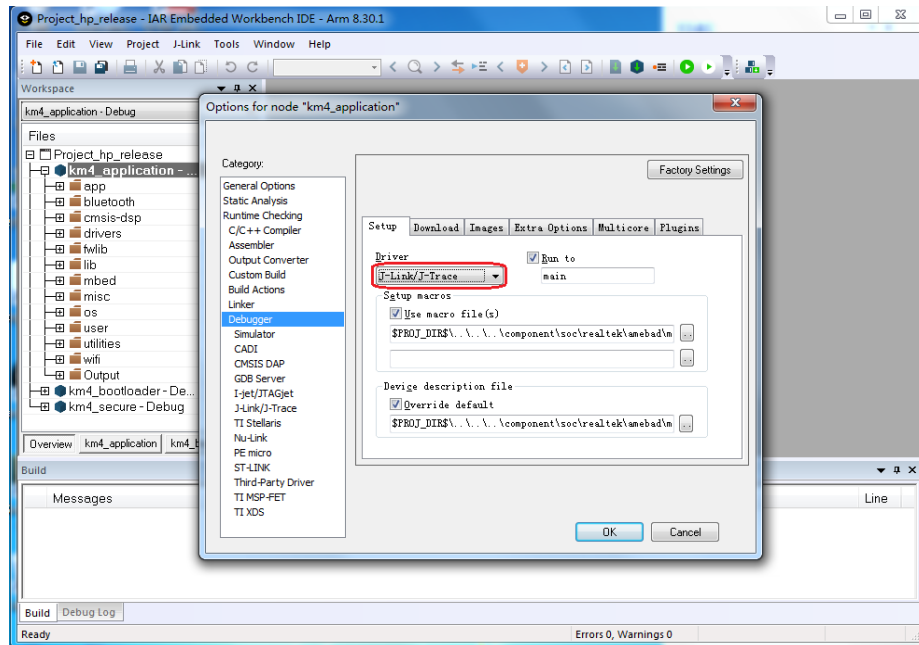 Project_hp_release - IAR Embedded Workbench IDE - Arm 8.30.1
File Edit View Project J-Link Tools Window Help
Workspace
km4_application - Debug
Files
Project_hp_release
km4_application - ...
app
bluetooth
cmsis-dsp
drivers
fwlib
lib
mbed
misc
os
user
utilities
wifi
Output
km4_bootloader - De...
km4_secure - Debug
Overview km4_application km4_b
Options for node "km4_application"
Category:
General Options
Static Analysis
Runtime Checking
C/C++ Compiler
Assembler
Output Converter
Custom Build
Build Actions
Linker
Debugger
Simulator
CADI
CMSIS DAP
GDB Server
I-jet/JTAGjet
J-Link/J-Trace
TI Stellaris
Nu-Link
PE micro
ST-LINK
Third-Party Driver
TI MSP-FET
TI XDS
Factory Settings
Setup Download Images Extra Options Multicore Plugins
Driver
J-Link/J-Trace
Run to
main
Setup macros
Use macro file(s)
$PROJ_DIR$\..\..\..\component\soc\realtek\amebad\m
..
..
Device description file
Override default
$PROJ_DIR$\..\..\..\component\soc\realtek\amebad\m
..
OK Cancel
Build
Messages Line
Build Debug Log
Ready Errors 0, Warnings 0